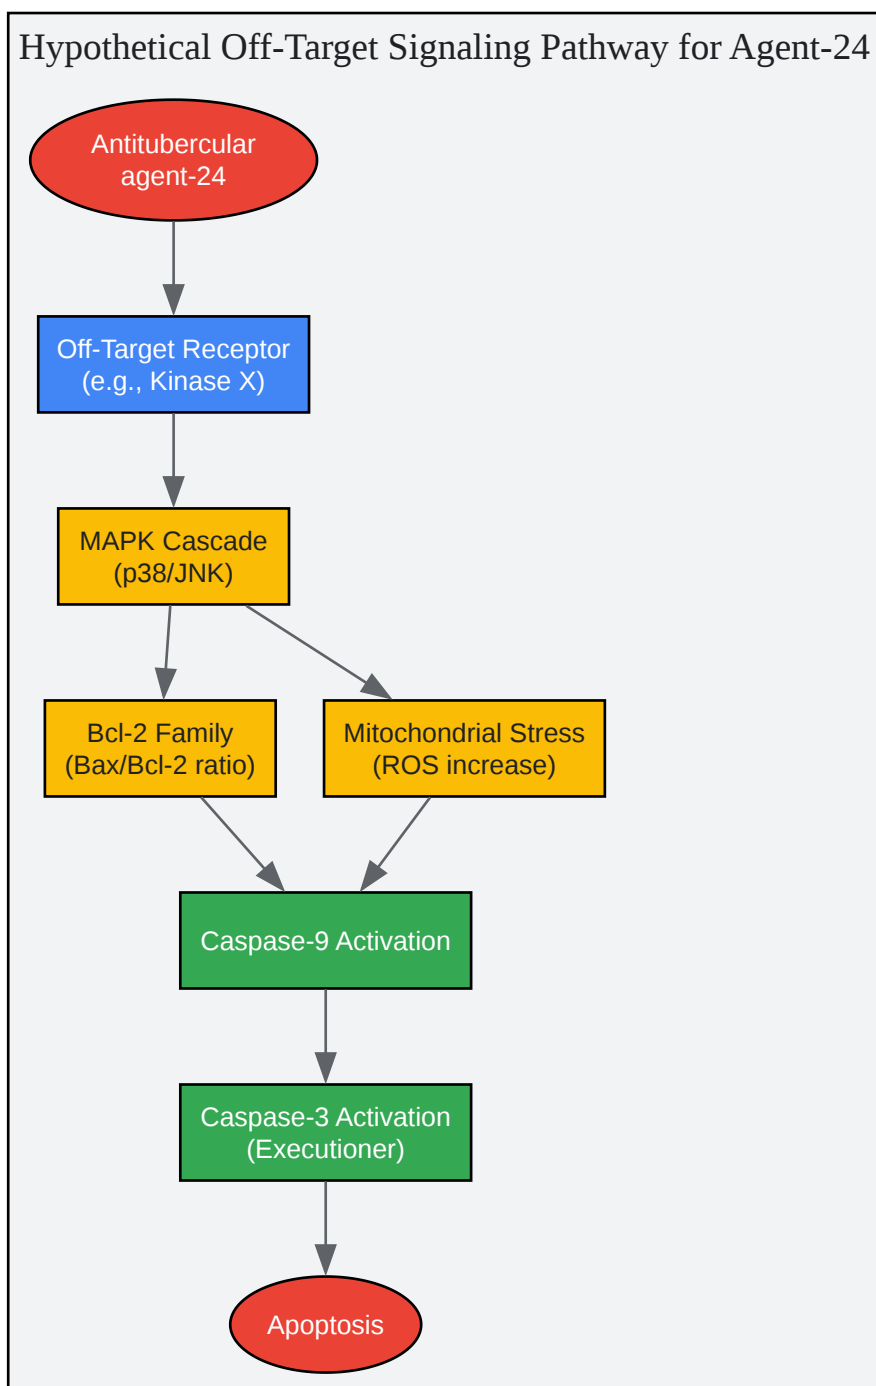 Hypothetical Off-Target Signaling Pathway for Agent-24
Antitubercular
agent-24
Off-Target Receptor
(e.g., Kinase X)
MAPK Cascade
(p38/JNK)
Bcl-2 Family
(Bax/Bcl-2 ratio)
Mitochondrial Stress
(ROS increase)
Caspase-9 Activation
Caspase-3 Activation
(Executioner)
Apoptosis